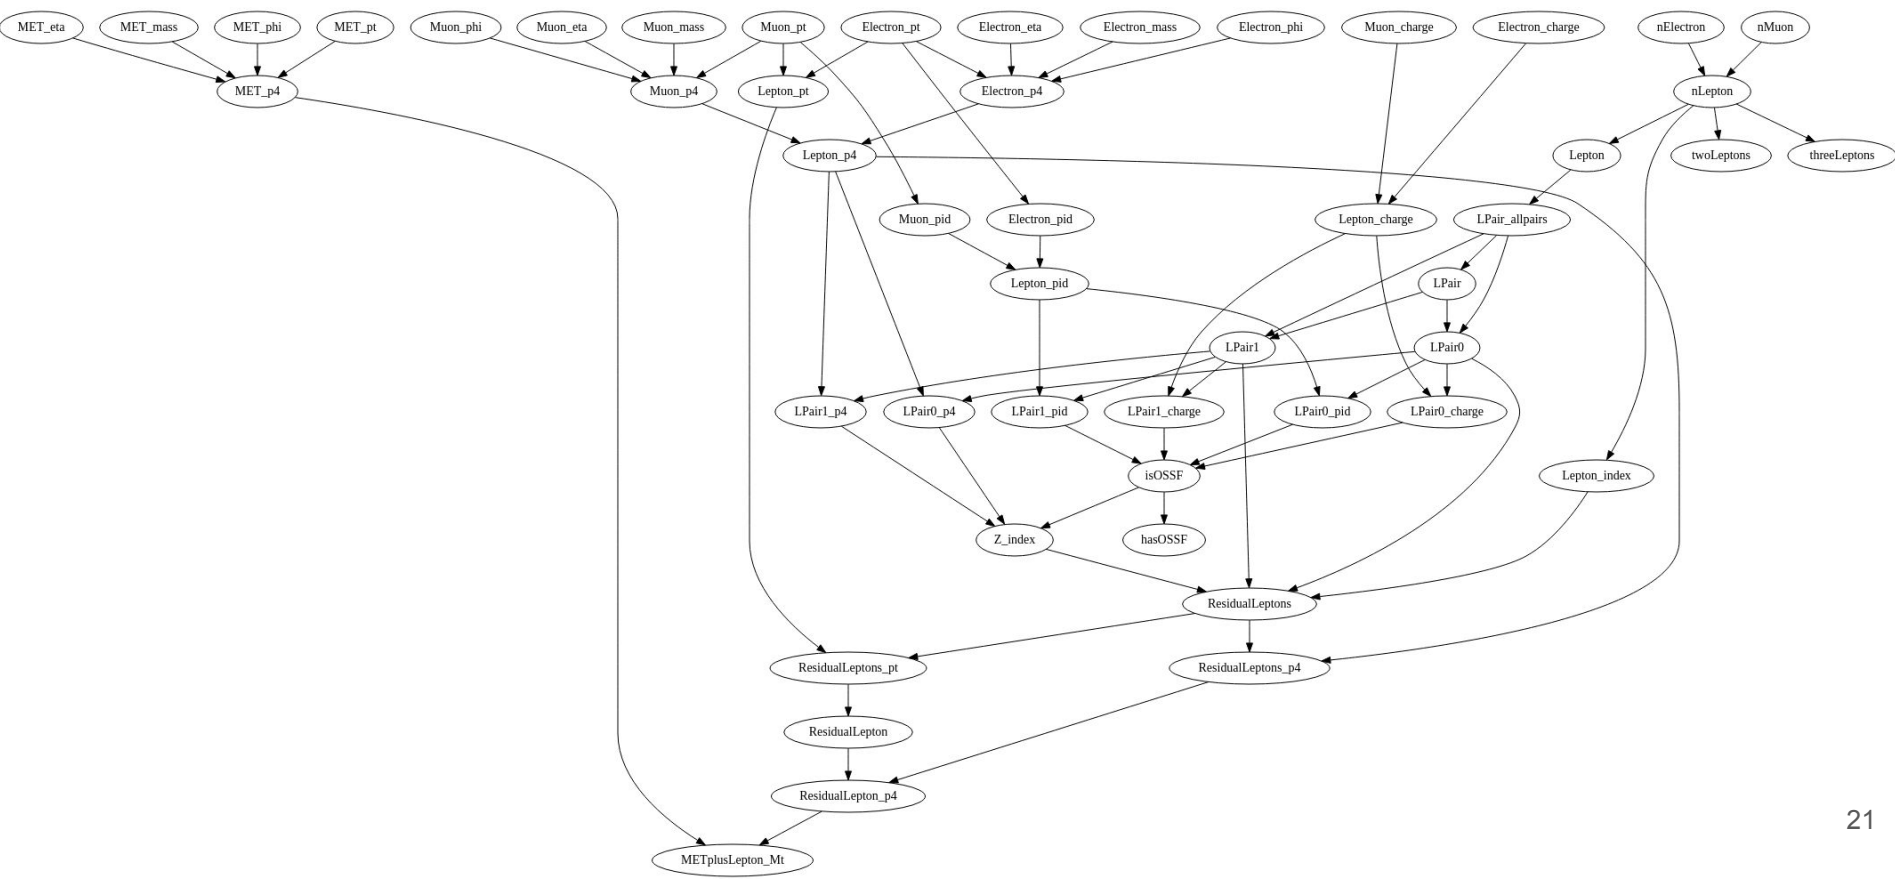 MET_eta
MET_mass
MET_phi
MET_pt
Muon_phi
Muon_eta
Muon_mass
Muon_pt
Electron_pt
Electron_eta
Electron_mass
Electron_phi
Muon_charge
Electron_charge
nElectron
nMuon
MET_p4
Muon_p4
Lepton_pt
Electron_p4
nLepton
Lepton_p4
Lepton
twoLeptons
threeLeptons
Muon_pid
Electron_pid
Lepton_charge
LPair_allpairs
Lepton_pid
LPair
LPair1
LPair0
LPair1_p4
LPair0_p4
LPair1_pid
LPair1_charge
LPair0_pid
LPair0_charge
isOSSF
Lepton_index
Z_index
hasOSSF
ResidualLeptons
ResidualLeptons_pt
ResidualLeptons_p4
ResidualLepton
ResidualLepton_p4
21
METplusLepton_Mt